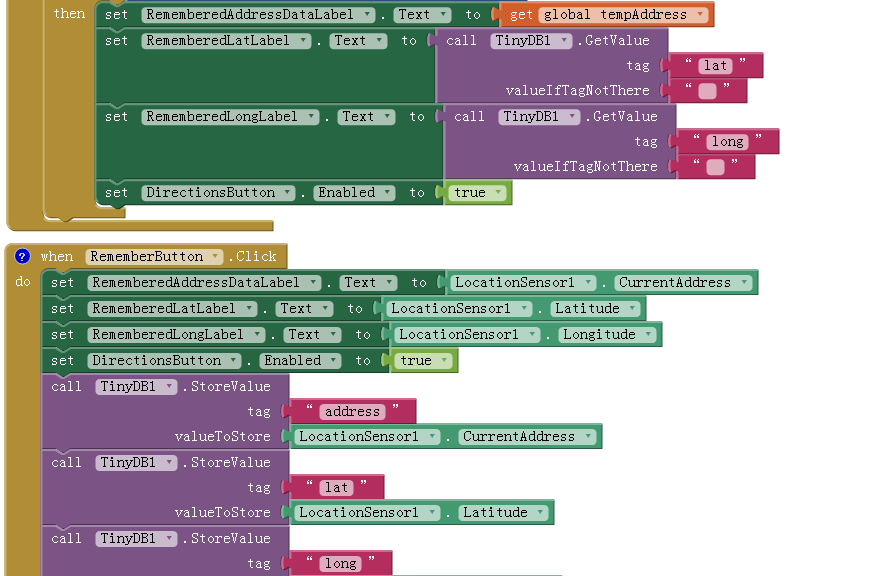 then set RememberedAddressDataLabel . Text to get global tempAddress
set RememberedLatLabel . Text to call TinyDB1 .GetValue
tag “ lat ”
valueIfTagNotThere “ ”
set RememberedLongLabel . Text to call TinyDB1 .GetValue
tag “ long ”
valueIfTagNotThere “ ”
set DirectionsButton . Enabled to true
? when RememberButton .Click
do set RememberedAddressDataLabel . Text to LocationSensor1 . CurrentAddress
set RememberedLatLabel . Text to LocationSensor1 . Latitude
set RememberedLongLabel . Text to LocationSensor1 . Longitude
set DirectionsButton . Enabled to true
call TinyDB1 .StoreValue
tag “ address ”
valueToStore LocationSensor1 . CurrentAddress
call TinyDB1 .StoreValue
tag “ lat ”
valueToStore LocationSensor1 . Latitude
call TinyDB1 .StoreValue
tag “ long ”